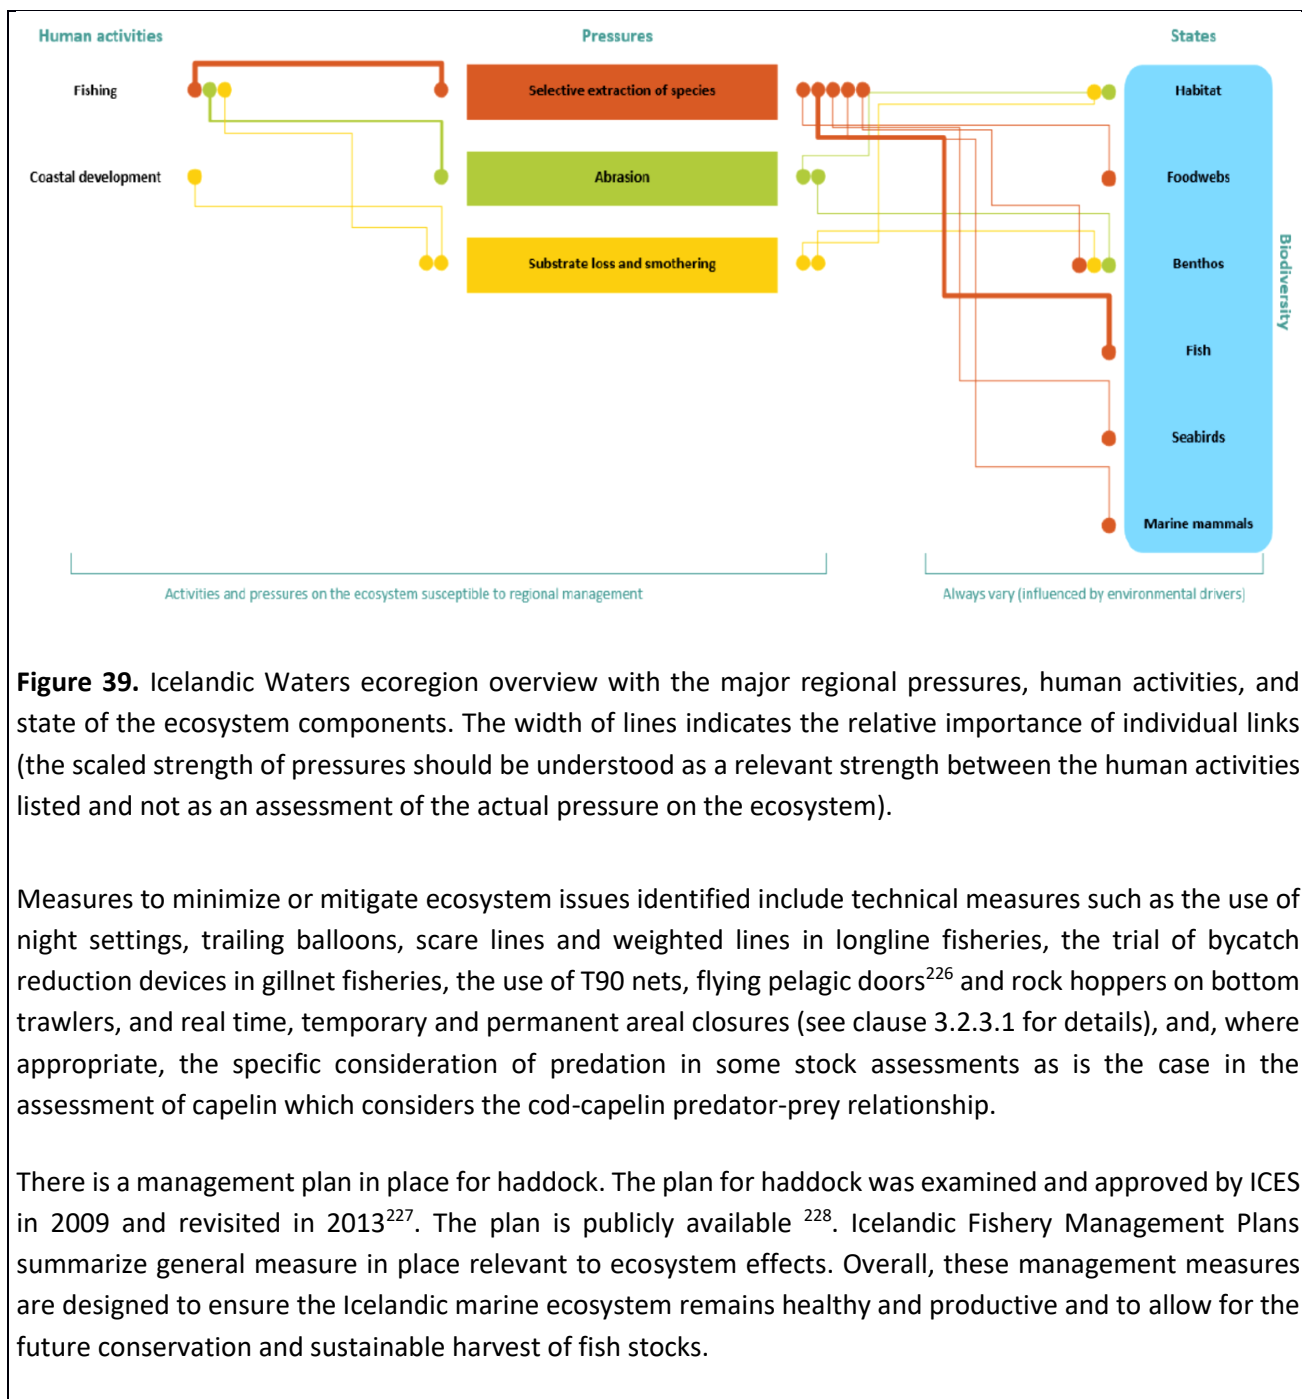 Human activities Pressures States
Fishing Selective extraction of species Habitat
Coastal development Abrasion Foodwebs
Substrate loss and smothering Benthos
Biodiversity
Fish
Seabirds
Marine mammals
Activities and pressures on the ecosystem susceptible to regional management Always vary (influenced by environmental drivers)
Figure 39. Icelandic Waters ecoregion overview with the major regional pressures, human activities, and
state of the ecosystem components. The width of lines indicates the relative importance of individual links
(the scaled strength of pressures should be understood as a relevant strength between the human activities
listed and not as an assessment of the actual pressure on the ecosystem).
Measures to minimize or mitigate ecosystem issues identified include technical measures such as the use of
night settings, trailing balloons, scare lines and weighted lines in longline fisheries, the trial of bycatch
reduction devices in gillnet fisheries, the use of T90 nets, flying pelagic doors226 and rock hoppers on bottom
trawlers, and real time, temporary and permanent areal closures (see clause 3.2.3.1 for details), and, where
appropriate, the specific consideration of predation in some stock assessments as is the case in the
assessment of capelin which considers the cod-capelin predator-prey relationship.
There is a management plan in place for haddock. The plan for haddock was examined and approved by ICES
in 2009 and revisited in 2013227. The plan is publicly available 228. Icelandic Fishery Management Plans
summarize general measure in place relevant to ecosystem effects. Overall, these management measures
are designed to ensure the Icelandic marine ecosystem remains healthy and productive and to allow for the
future conservation and sustainable harvest of fish stocks.